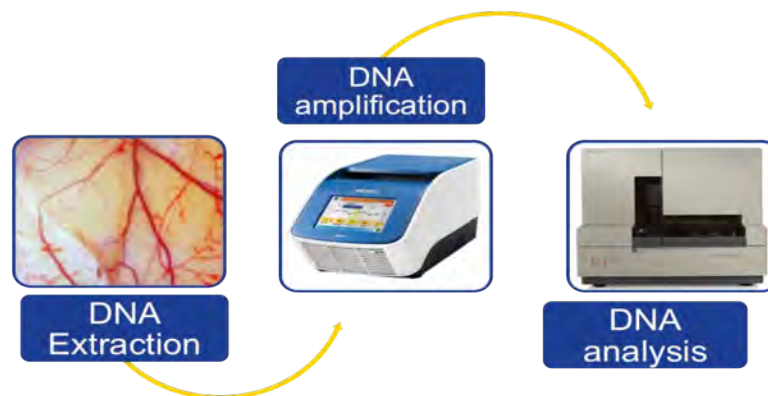 DNA
amplification
DNA
Extraction
DNA
analysis